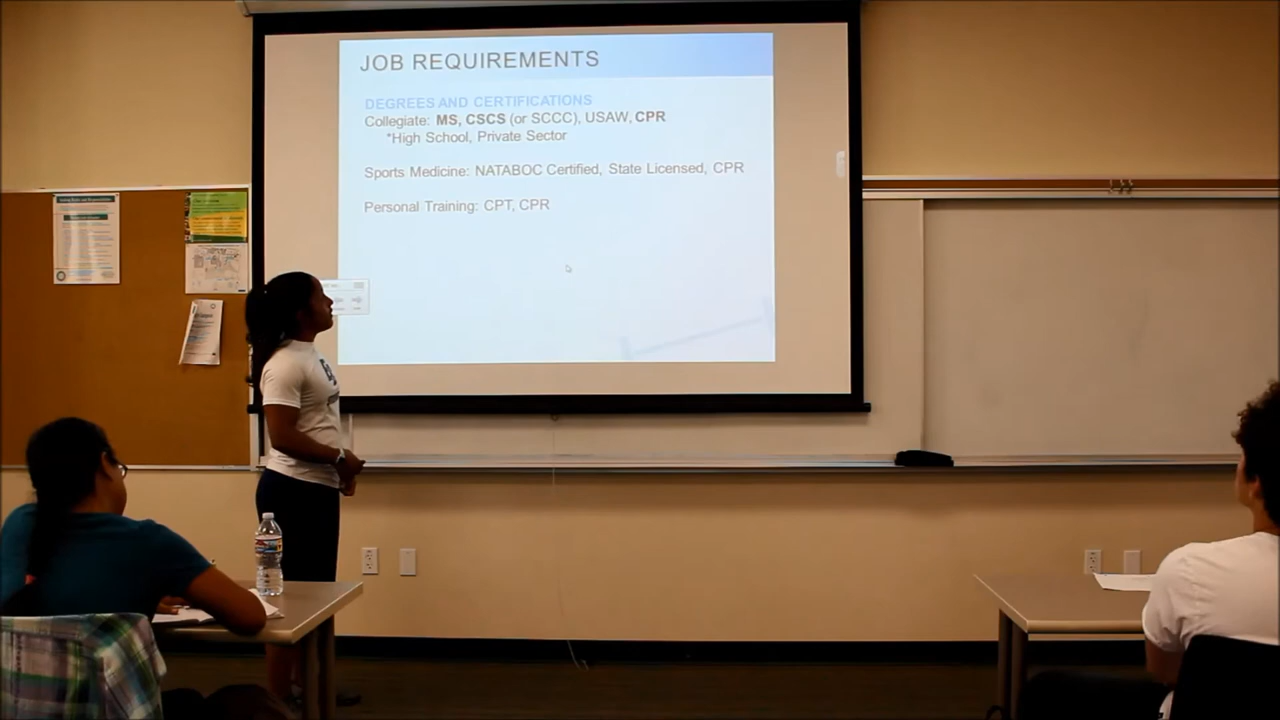 JOB REQUIREMENTS
DEGREES AND CERTIFICATIONS
Collegiate: MS, CSCS (or SCCC), USAW, CPR
*High School, Private Sector
Sports Medicine: NATABOC Certified, State Licensed, CPR
Personal Training: CPT, CPR